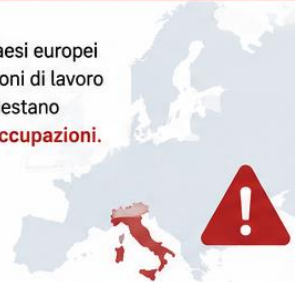 aesi europei
oni di lavoro
estano
ccupazioni.
!